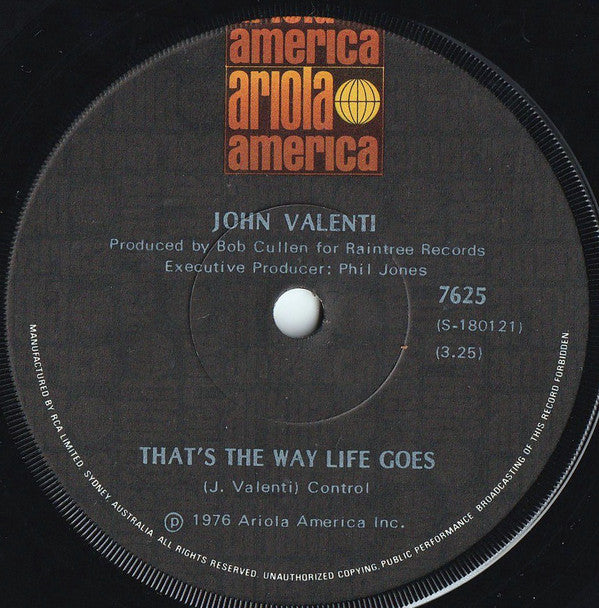 ariola
america
ariola
america
JOHN VALENTI
Produced by Bob Cullen for Raintree Records
Executive Producer: Phil Jones
7625
(S-180121)
(3.25)
THAT'S THE WAY LIFE GOES
(J. Valenti) Control
℗ 1976 Ariola America Inc.
MANUFACTURED BY RCA LIMITED. SYDNEY AUSTRALIA. ALL RIGHTS RESERVED. UNAUTHORIZED COPYING, PUBLIC PERFORMANCE, BROADCASTING OF THIS RECORD FORBIDDEN